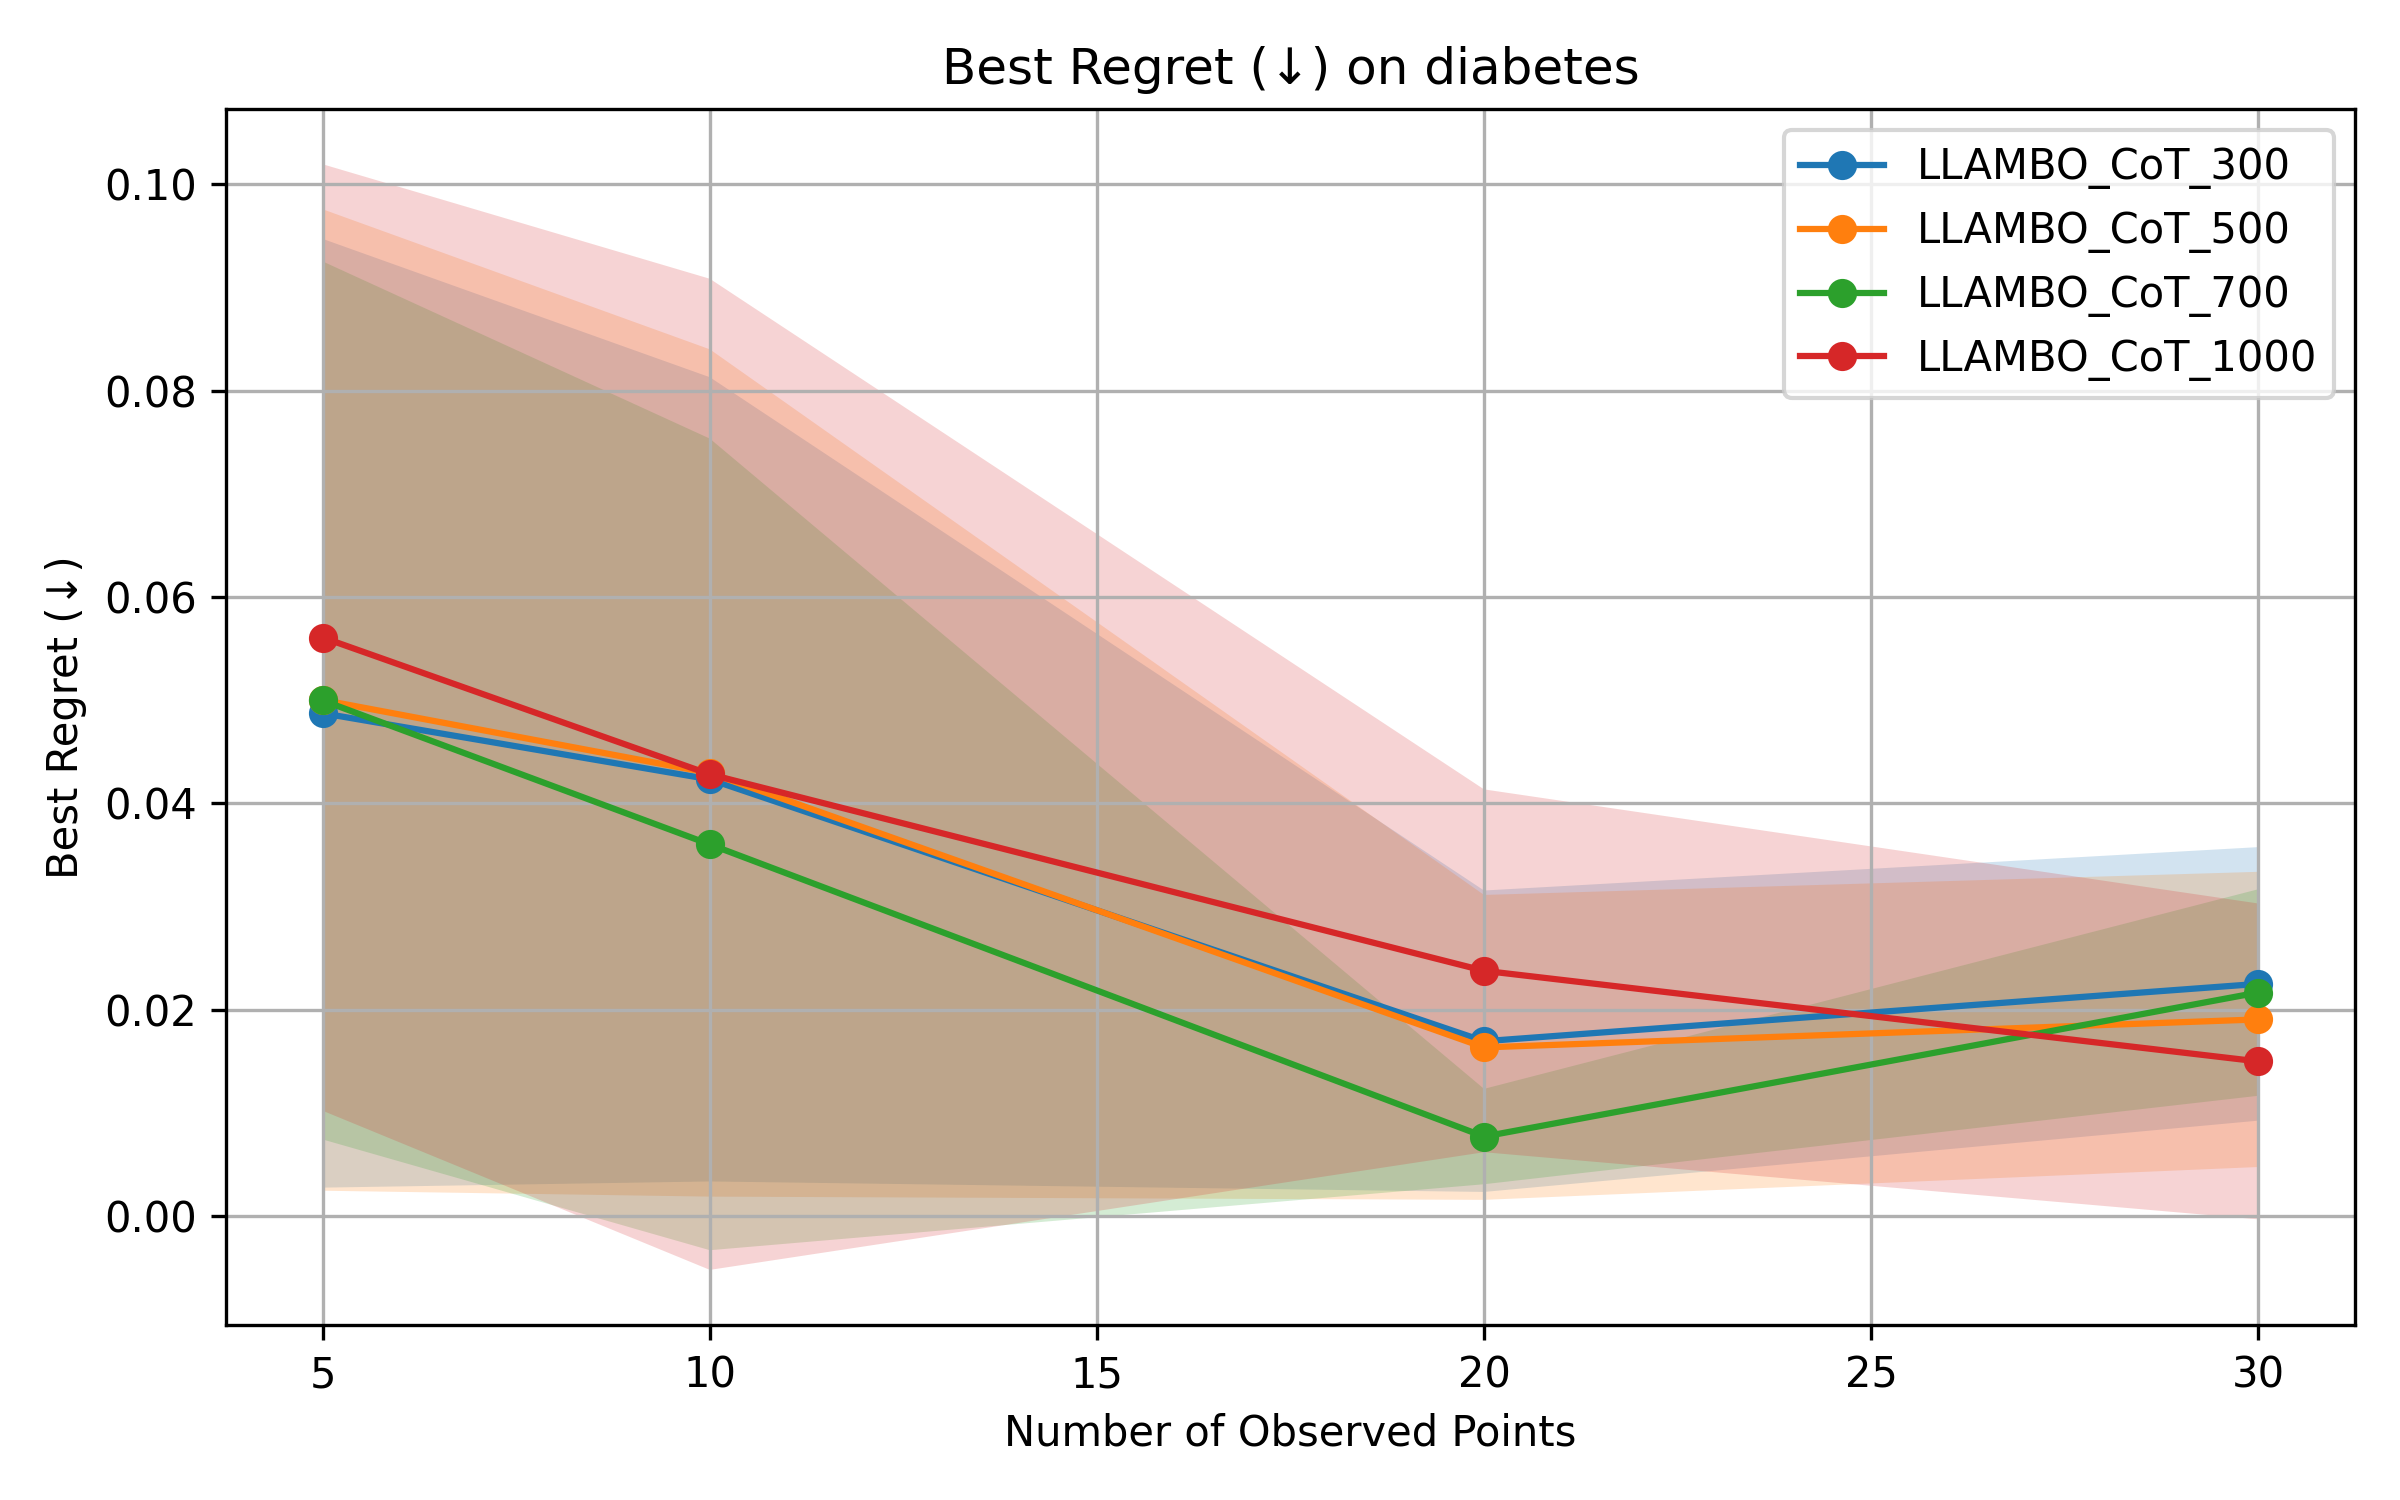 Best Regret (↓) on diabetes
LLAMBO_CoT_300
LLAMBO_CoT_500
LLAMBO_CoT_700
LLAMBO_CoT_1000
Best Regret (↓)
0.10
0.08
0.06
0.04
0.02
0.00
5 10 15 20 25 30
Number of Observed Points